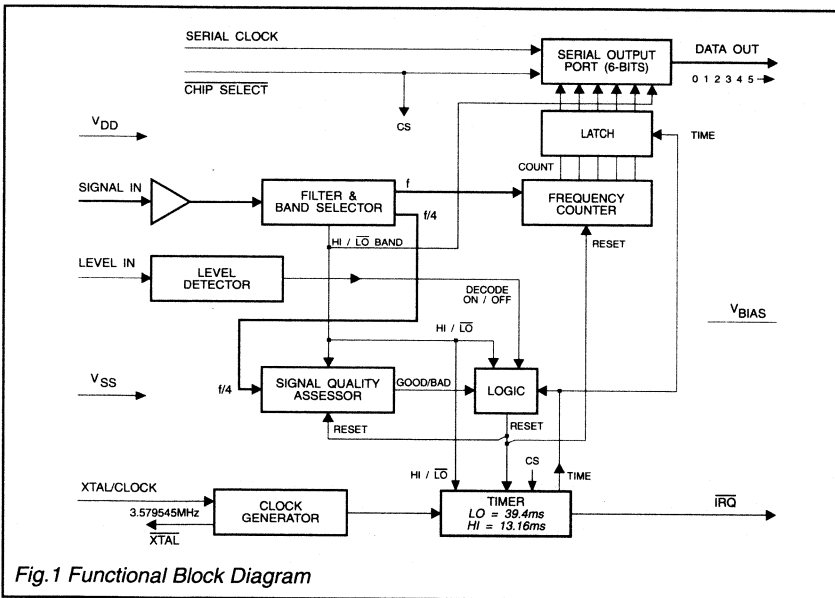 SERIAL CLOCK
CHIP SELECT
CS
SERIAL OUTPUT
PORT (6-BITS)
DATA OUT
0 1 2 3 4 5
LATCH
TIME
COUNT
VDD
SIGNAL IN
FILTER &
BAND SELECTOR
f
f/4
FREQUENCY
COUNTER
RESET
HI / LO BAND
LEVEL IN
LEVEL
DETECTOR
DECODE
ON / OFF
VBIAS
HI / LO
VSS
f/4
SIGNAL QUALITY
ASSESSOR
GOOD/BAD
LOGIC
RESET
RESET
CS
TIME
HI / LO
XTAL/CLOCK
3.579545MHz
XTAL
CLOCK
GENERATOR
TIMER
LO = 39.4ms
HI = 13.16ms
IRQ
Fig.1 Functional Block Diagram